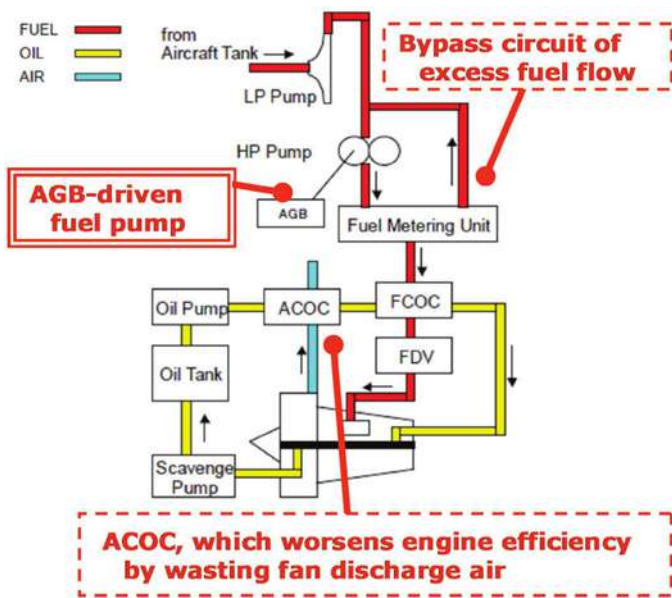 FUEL
OIL
AIR
from
Aircraft Tank
LP Pump
Bypass circuit of
excess fuel flow
HP Pump
AGB-driven
fuel pump
AGB
Fuel Metering Unit
Oil Pump
ACOC
FCOC
FDV
Oil Tank
Scavenge
Pump
ACOC, which worsens engine efficiency
by wasting fan discharge air